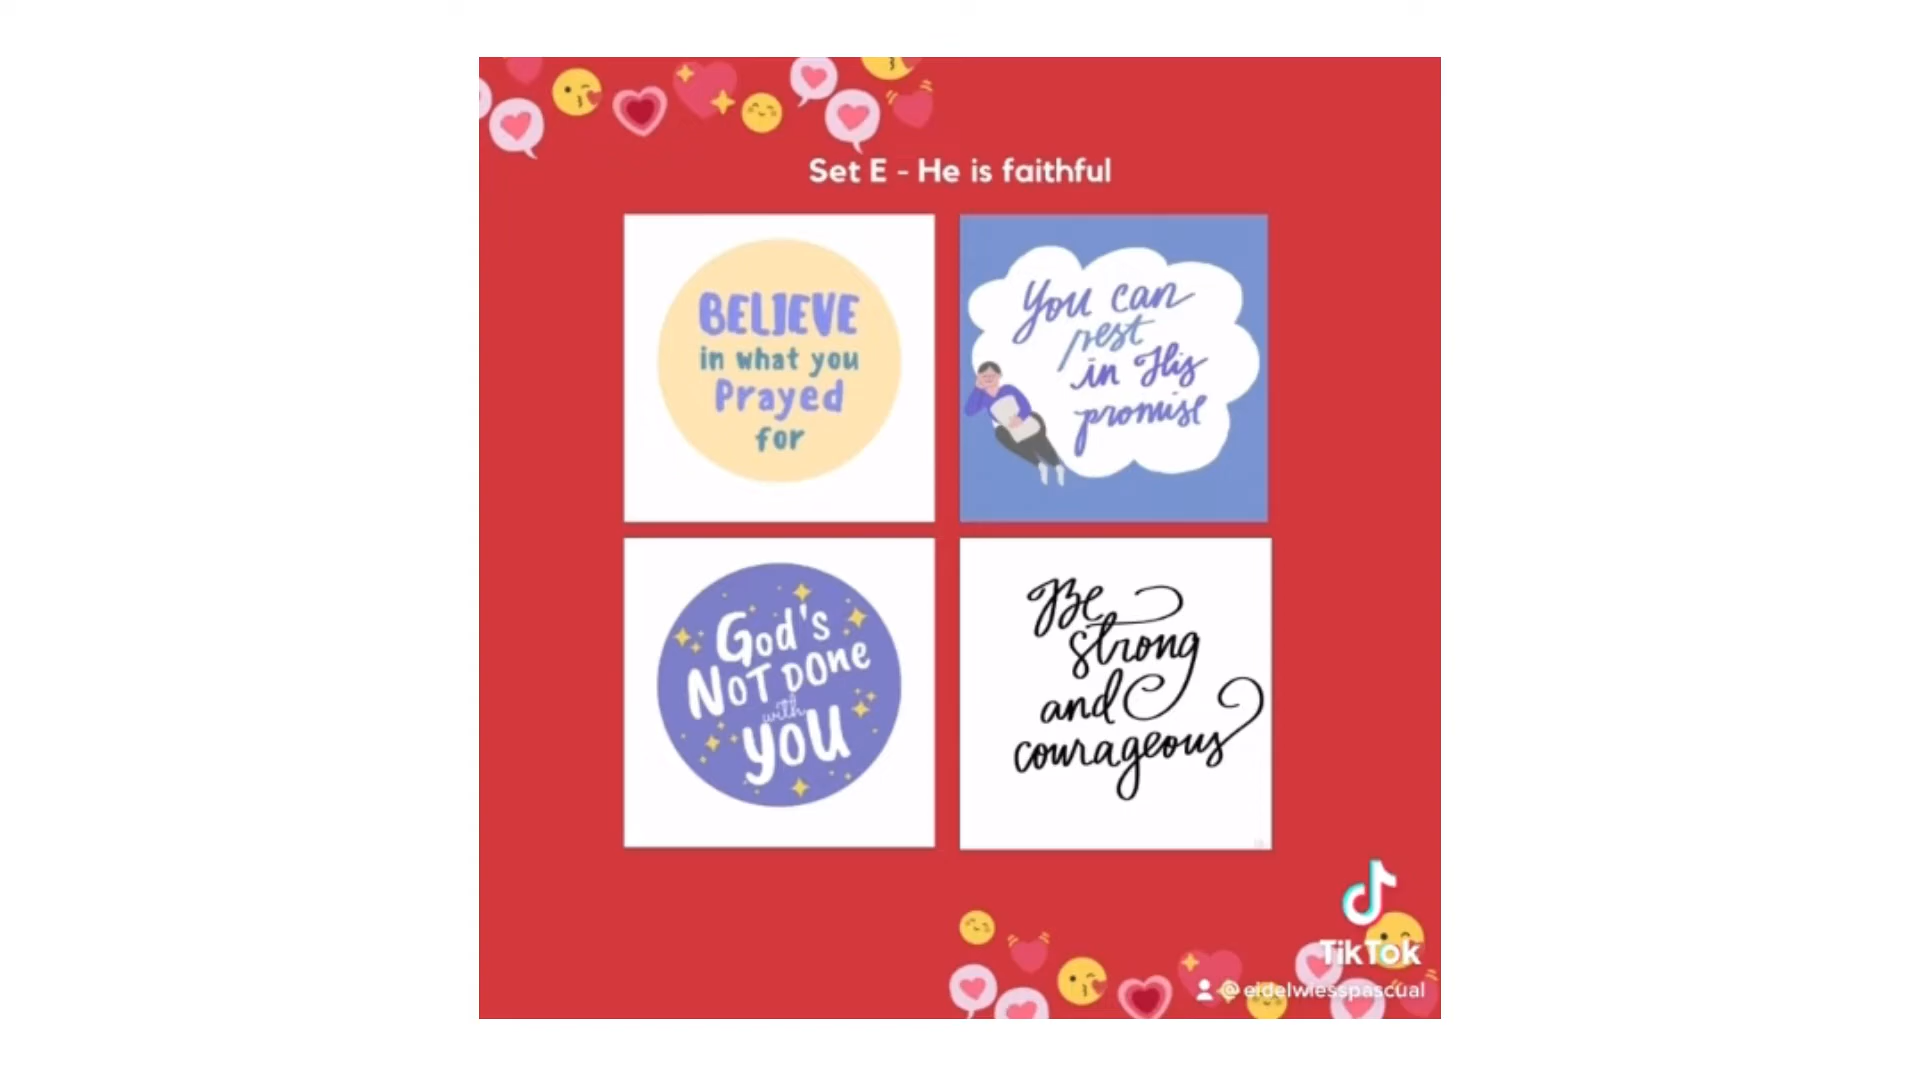 Set E - He is faithful
BELIEVE
in what you
Prayed
for
You can
rest
in His
promise
God's
NOT DONE
with
YOU
Be
strong
and
courageous
TikTok
@eidelwiesspascual